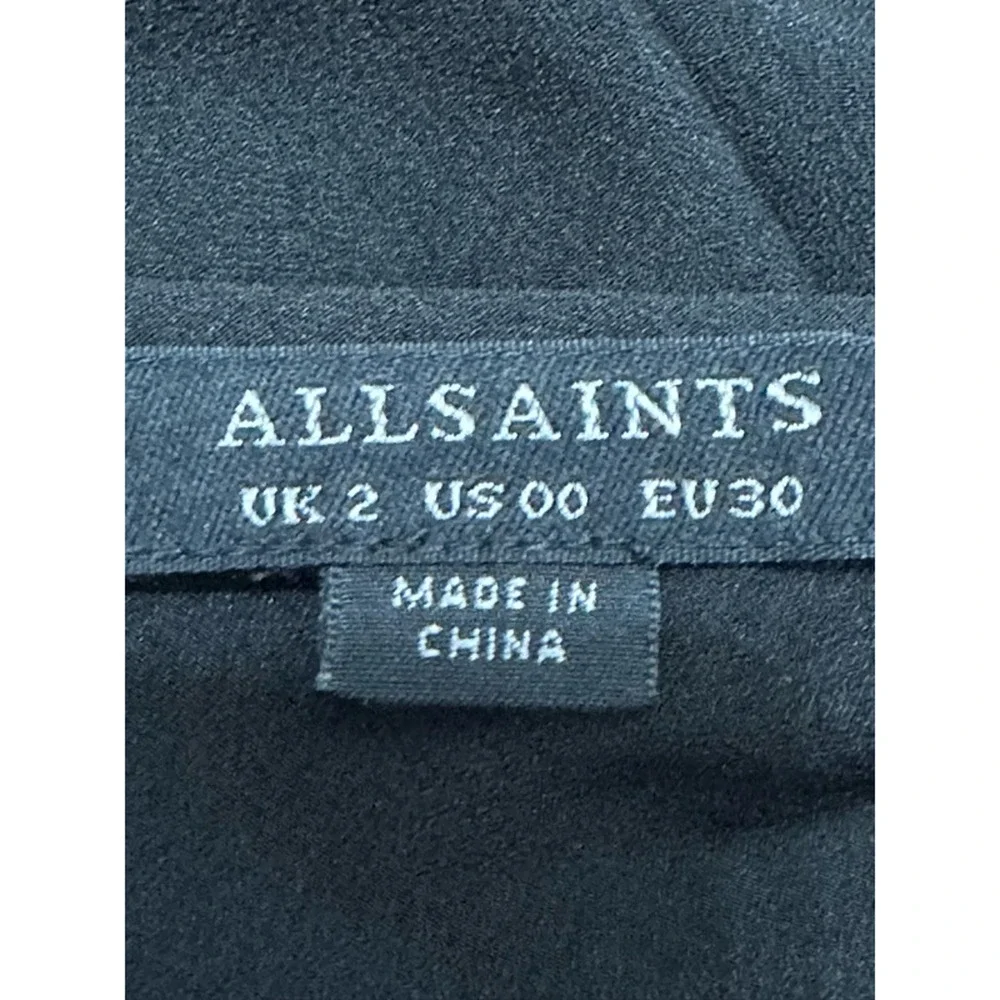 ALLSAINTS
UK 2 US 00 EU 30
MADE IN
CHINA